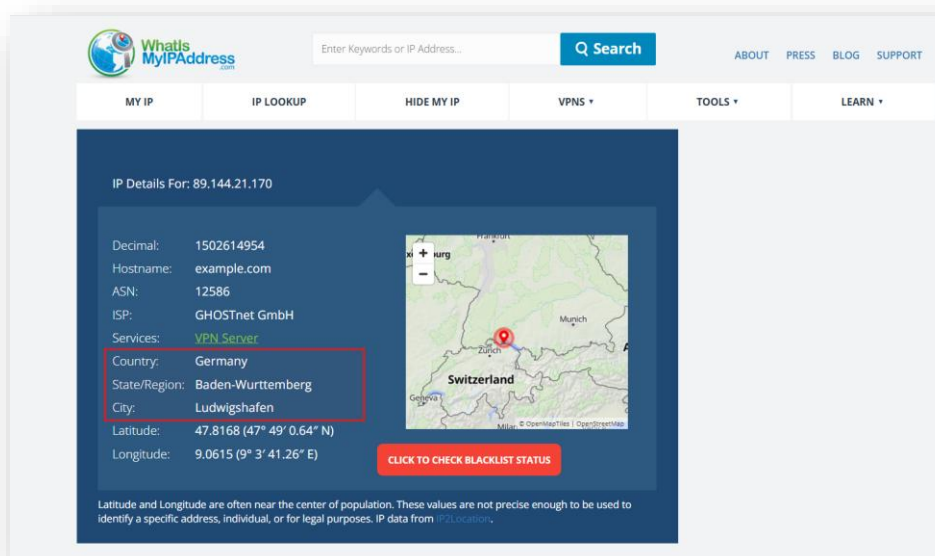 WhatIs
MyIPAddress
.com
Enter Keywords or IP Address...
Search
ABOUT PRESS BLOG SUPPORT
MY IP IP LOOKUP HIDE MY IP VPNS ▾ TOOLS ▾ LEARN ▾
IP Details For: 89.144.21.170
Decimal: 1502614954
Hostname: example.com
ASN: 12586
ISP: GHOSTnet GmbH
Services: VPN Server
Country: Germany
State/Region: Baden-Wurttemberg
City: Ludwigshafen
Latitude: 47.8168 (47° 49′ 0.64″ N)
Longitude: 9.0615 (9° 3′ 41.26″ E)
+
−
Munich
Zurich
Switzerland
Geneva
© OpenMapTiles | OpenStreetMap
CLICK TO CHECK BLACKLIST STATUS
Latitude and Longitude are often near the center of population. These values are not precise enough to be used to
identify a specific address, individual, or for legal purposes. IP data from IP2Location.